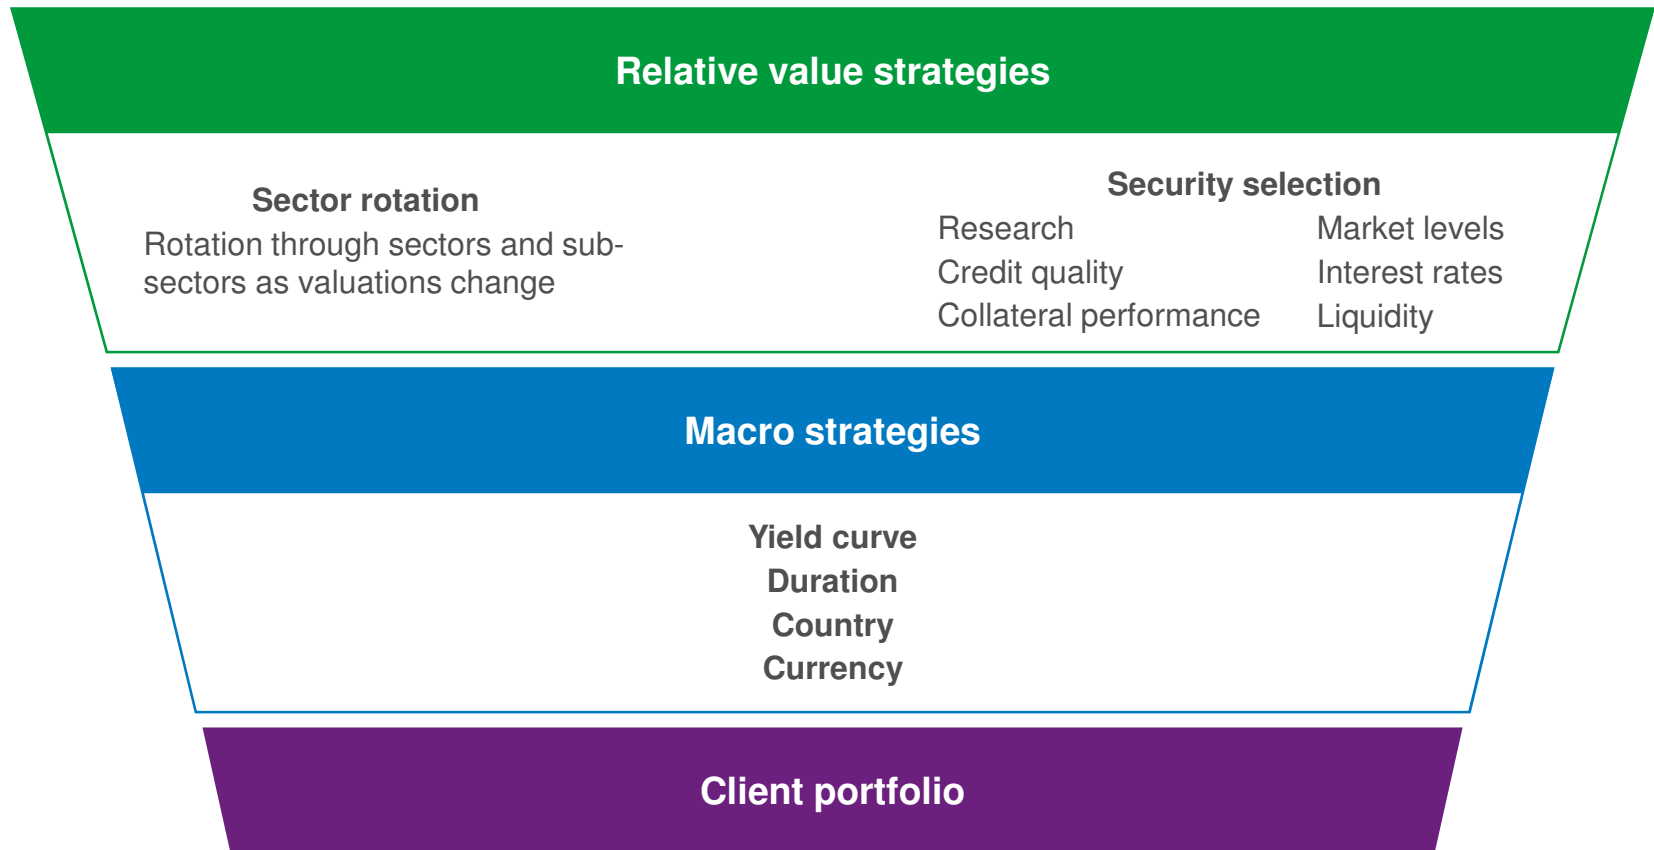 Relative value strategies
Sector rotation
Rotation through sectors and sub-
sectors as valuations change
Security selection
Research
Credit quality
Collateral performance
Market levels
Interest rates
Liquidity
Macro strategies
Yield curve
Duration
Country
Currency
Client portfolio